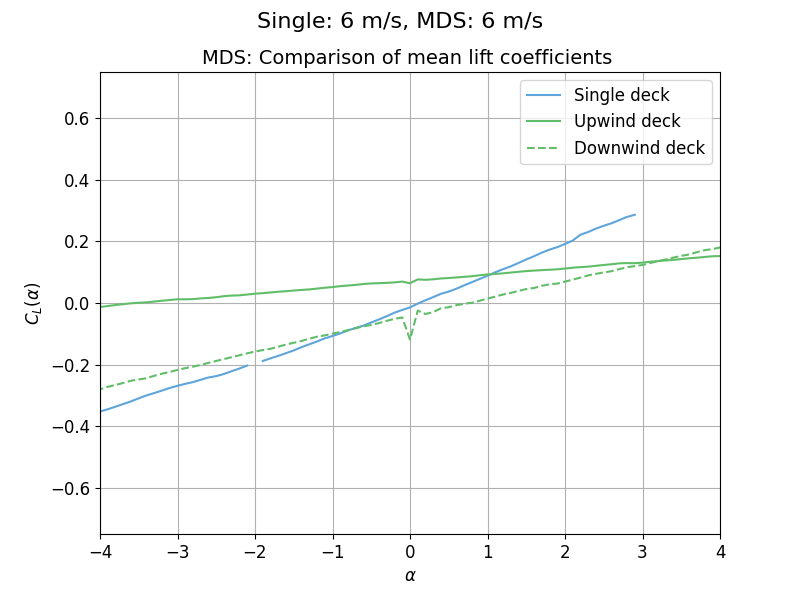 Single: 6 m/s, MDS: 6 m/s
MDS: Comparison of mean lift coefficients
Single deck
Upwind deck
Downwind deck
0.6
0.4
0.2
0.0
−0.2
−0.4
−0.6
C_L(α)
−4 −3 −2 −1 0 1 2 3 4
α